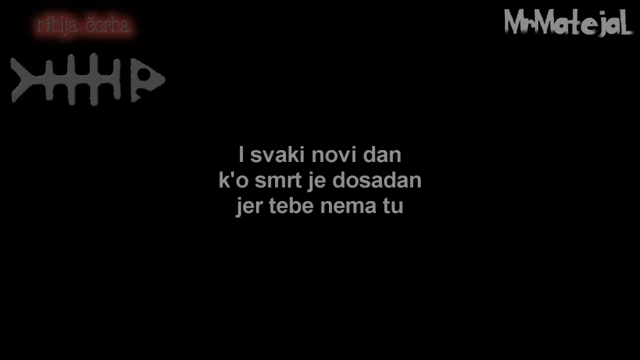 riblja čorba
MrMatejaL
I svaki novi dan
k'o smrt je dosadan
jer tebe nema tu